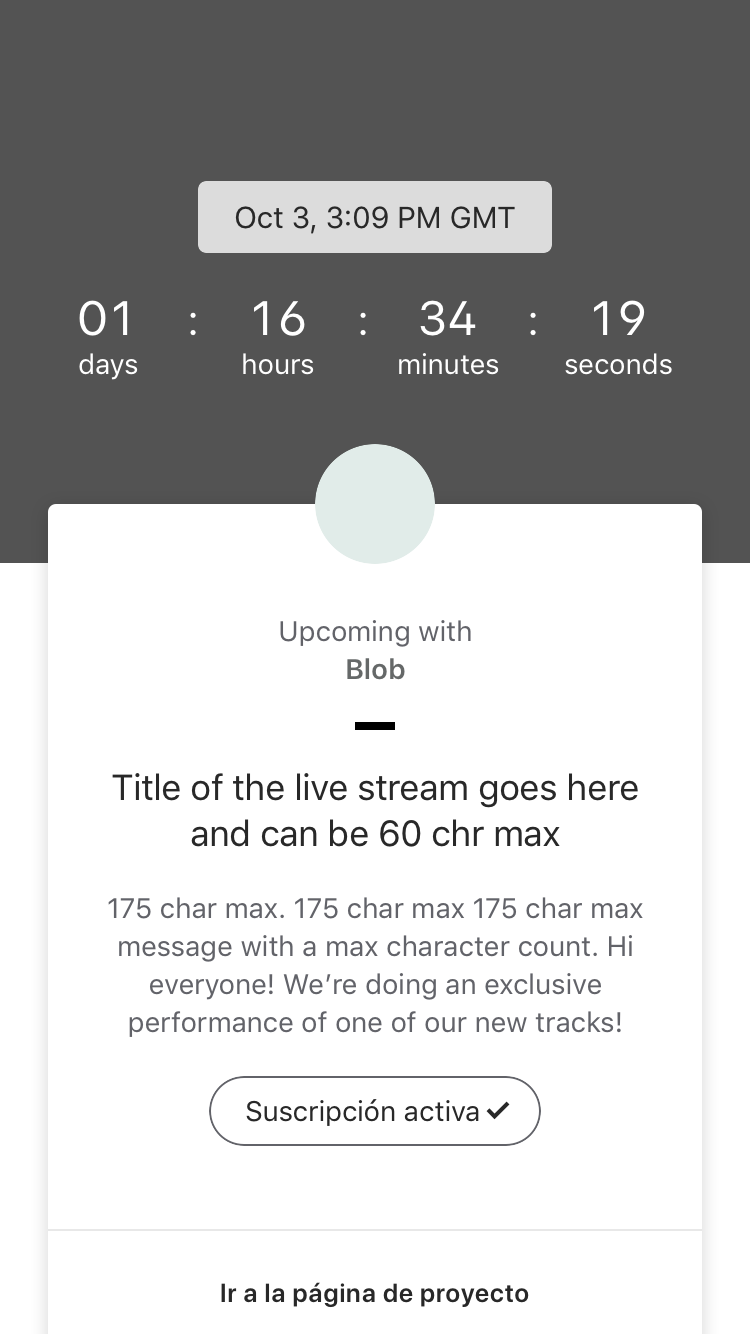 Oct 3, 3:09 PM GMT
01 : 16 : 34 : 19
days hours minutes seconds
Upcoming with
Blob
Title of the live stream goes here
and can be 60 chr max
175 char max. 175 char max 175 char max
message with a max character count. Hi
everyone! We’re doing an exclusive
performance of one of our new tracks!
Suscripción activa ✔
Ir a la página de proyecto